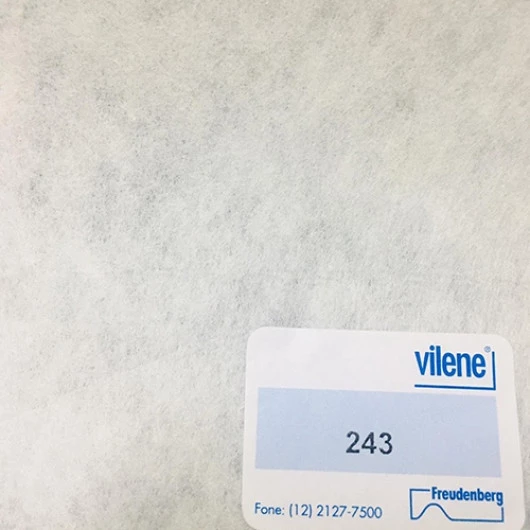 vilene®
243
Fone: (12) 2127-7500
Freudenberg